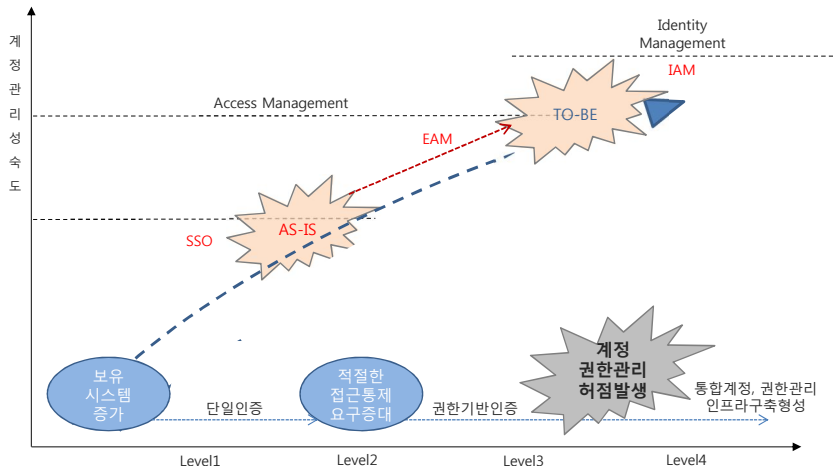 계
정
관
리
성
숙
도
Identity
Management
IAM
Access Management
TO-BE
EAM
AS-IS
SSO
보유
시스템
증가
단일인증
적절한
접근통제
요구증대
권한기반인증
계정
권한관리
허점발생
통합계정, 권한관리
인프라구축형성
Level1
Level2
Level3
Level4